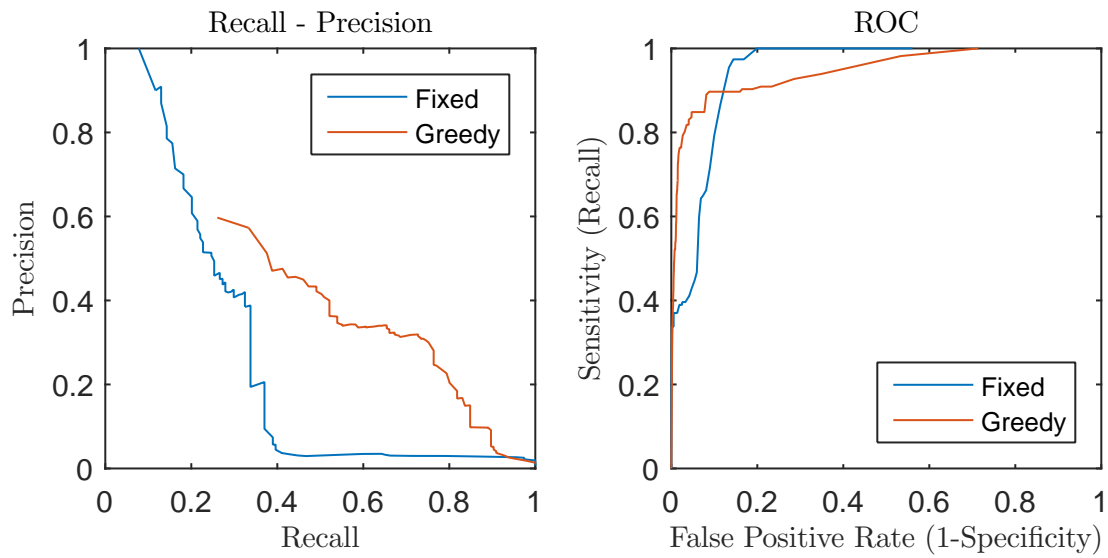 Recall - Precision
1
0.8
0.6
0.4
0.2
0
Precision
Fixed
Greedy
0 0.2 0.4 0.6 0.8 1
Recall
ROC
1
0.8
0.6
0.4
0.2
0
Sensitivity (Recall)
Fixed
Greedy
0 0.2 0.4 0.6 0.8 1
False Positive Rate (1-Specificity)